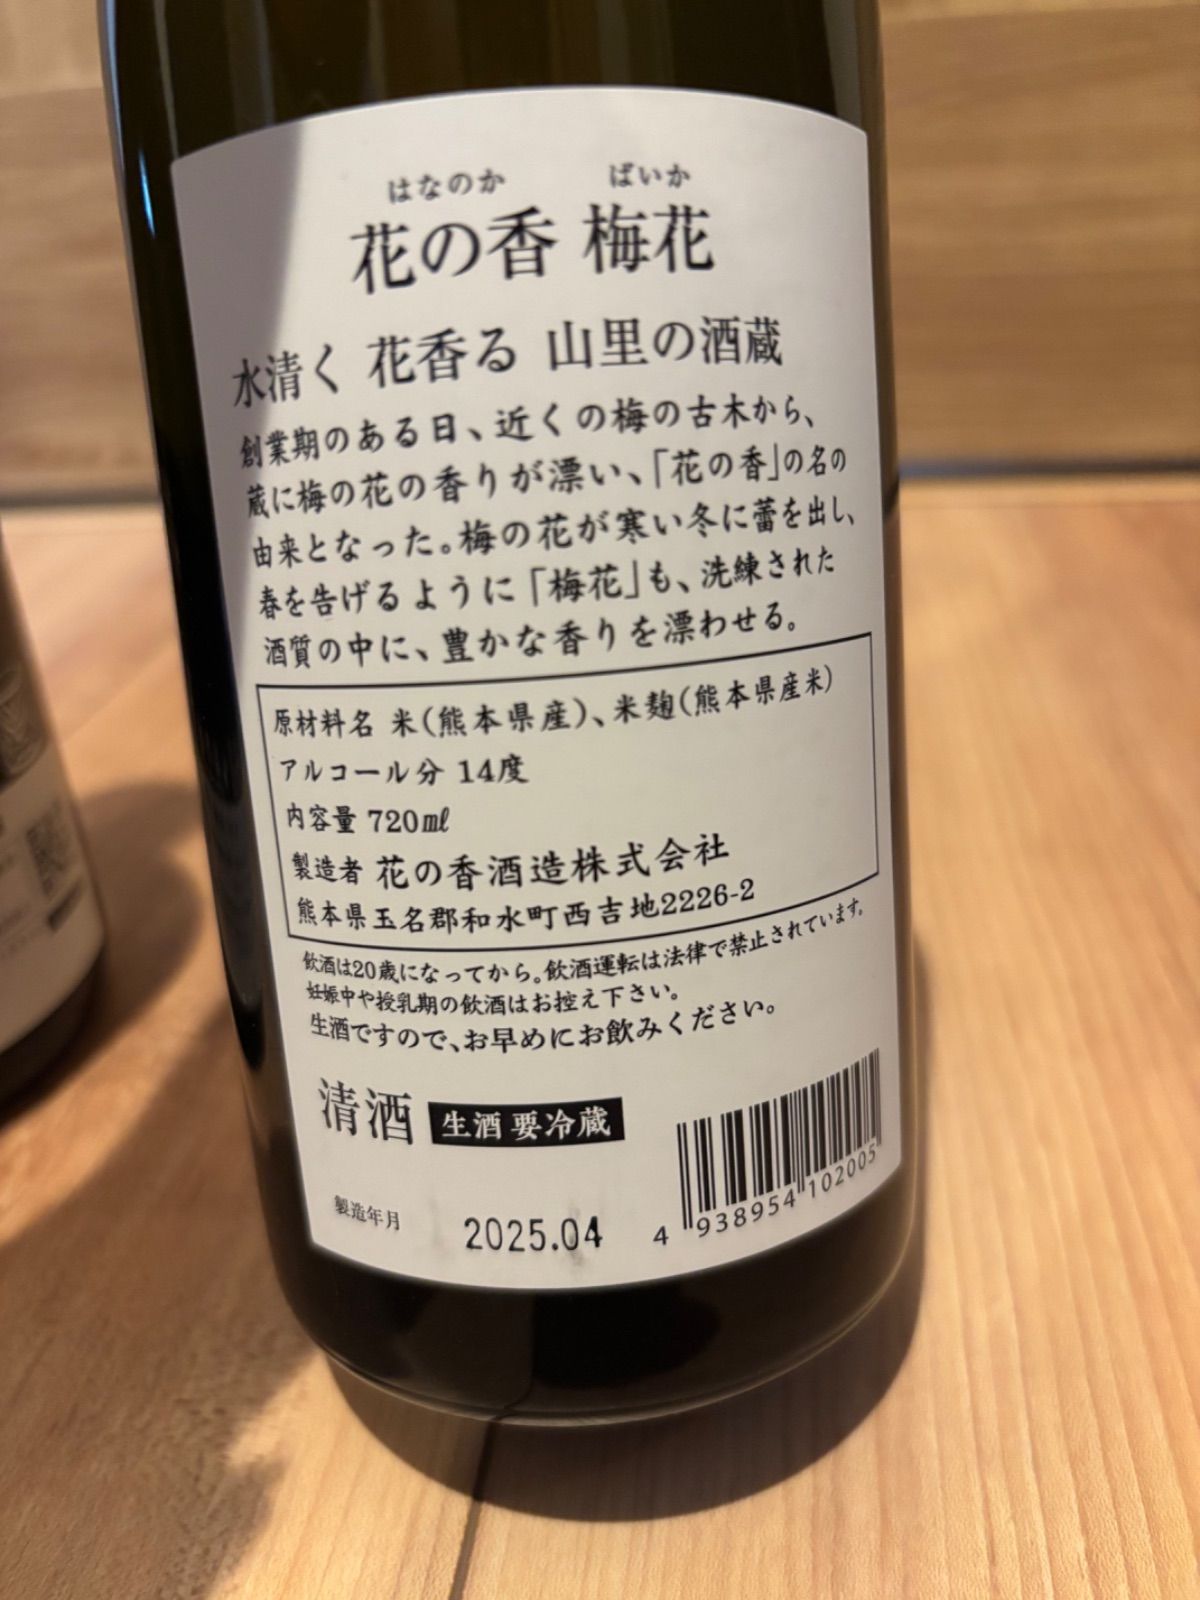 はなのか ばいか
花の香 梅花
水清く 花香る 山里の酒蔵
創業期のある日、近くの梅の古木から、
蔵に梅の花の香りが漂い、「花の香」の名の
由来となった。梅の花が寒い冬に蕾を出し、
春を告げるように「梅花」も、洗練された
酒質の中に、豊かな香りを漂わせる。
原材料名 米(熊本県産)、米麹(熊本県産米)
アルコール分 14度
内容量 720㎖
製造者 花の香酒造株式会社
熊本県玉名郡和水町西吉地2226-2
飲酒は20歳になってから。飲酒運転は法律で禁止されています。
妊娠中や授乳期の飲酒はお控え下さい。
生酒ですので、お早めにお飲みください。
清酒 生酒 要冷蔵
製造年月 2025.04
4 938954 102005